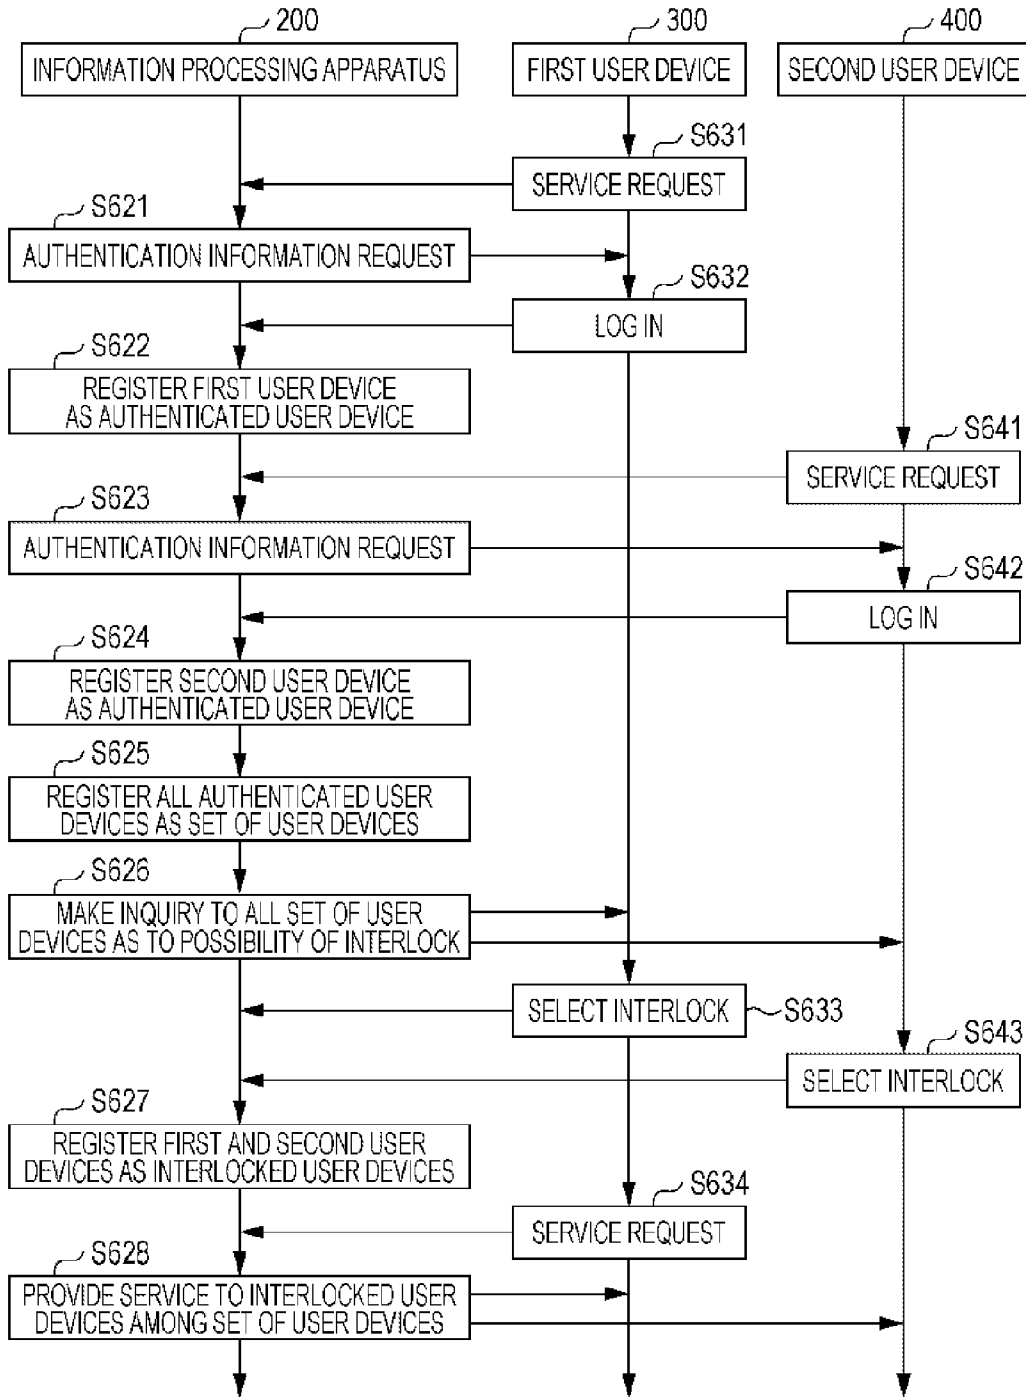 200
300
400
INFORMATION PROCESSING APPARATUS
FIRST USER DEVICE
SECOND USER DEVICE
S631
SERVICE REQUEST
S621
AUTHENTICATION INFORMATION REQUEST
S632
LOG IN
S622
REGISTER FIRST USER DEVICE
AS AUTHENTICATED USER DEVICE
S641
SERVICE REQUEST
S623
AUTHENTICATION INFORMATION REQUEST
S642
LOG IN
S624
REGISTER SECOND USER DEVICE
AS AUTHENTICATED USER DEVICE
S625
REGISTER ALL AUTHENTICATED USER
DEVICES AS SET OF USER DEVICES
S626
MAKE INQUIRY TO ALL SET OF USER
DEVICES AS TO POSSIBILITY OF INTERLOCK
SELECT INTERLOCK
S633
S643
SELECT INTERLOCK
S627
REGISTER FIRST AND SECOND USER
DEVICES AS INTERLOCKED USER DEVICES
S634
SERVICE REQUEST
S628
PROVIDE SERVICE TO INTERLOCKED USER
DEVICES AMONG SET OF USER DEVICES